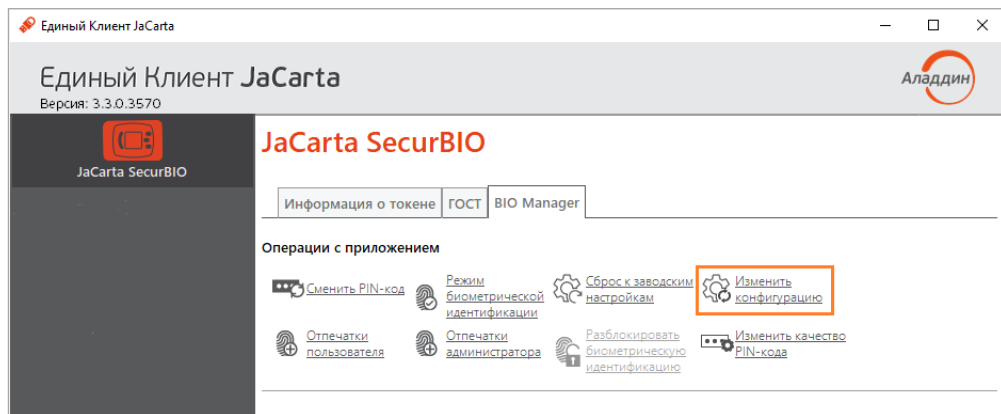 Единый Клиент JaCarta
Единый Клиент JaCarta
Аладдин
Версия: 3.3.0.3570
JaCarta SecurBIO
JaCarta SecurBIO
Информация о токене ГОСТ BIO Manager
Операции с приложением
Сменить PIN-код
Режим
биометрической
идентификации
Сброс к заводским
настройкам
Изменить
конфигурацию
Отпечатки
пользователя
Отпечатки
администратора
Разблокировать
биометрическую
идентификацию
Изменить качество
PIN-кода